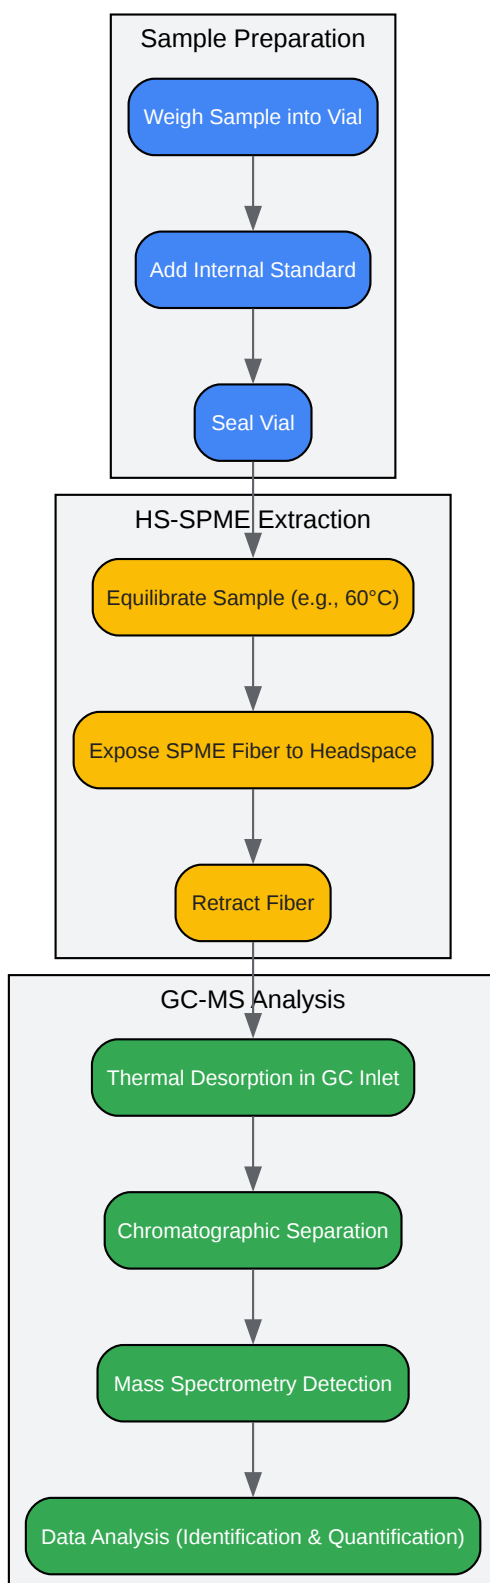 Sample Preparation
Weigh Sample into Vial
Add Internal Standard
Seal Vial
HS-SPME Extraction
Equilibrate Sample (e.g., 60°C)
Expose SPME Fiber to Headspace
Retract Fiber
GC-MS Analysis
Thermal Desorption in GC Inlet
Chromatographic Separation
Mass Spectrometry Detection
Data Analysis (Identification & Quantification)